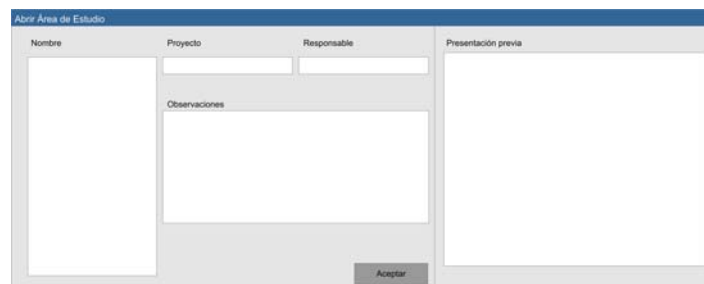 Abrir Área de Estudio
Nombre
Proyecto
Responsable
Presentación previa
Observaciones
Aceptar